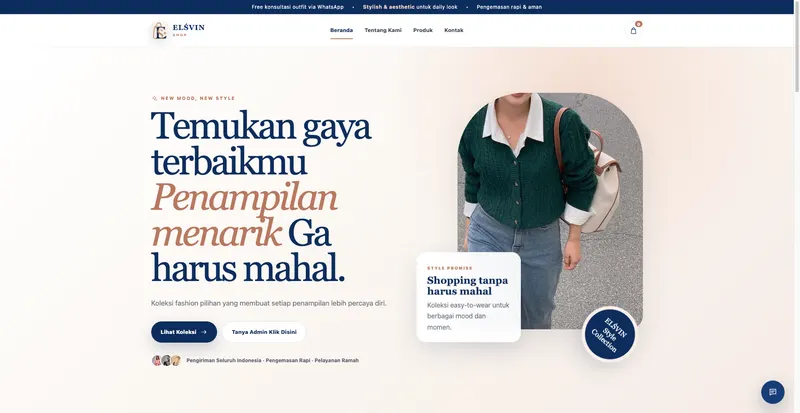 Free konsultasi outfit via WhatsApp • Stylish & aesthetic untuk daily look • Pengemasan rapi & aman
ELŚVIN
SHOP
Beranda Tentang Kami Produk Kontak
NEW MOOD, NEW STYLE
Temukan gaya
terbaikmu
Penampilan
menarik Ga
harus mahal.
Koleksi fashion pilihan yang membuat setiap penampilan lebih percaya diri.
Lihat Koleksi → Tanya Admin Klik Disini
Pengiriman Seluruh Indonesia · Pengemasan Rapi · Pelayanan Ramah
STYLE PROMISE
Shopping tanpa
harus mahal
Koleksi easy-to-wear untuk
berbagai mood dan
momen.
ELŚVIN
Style
Collection